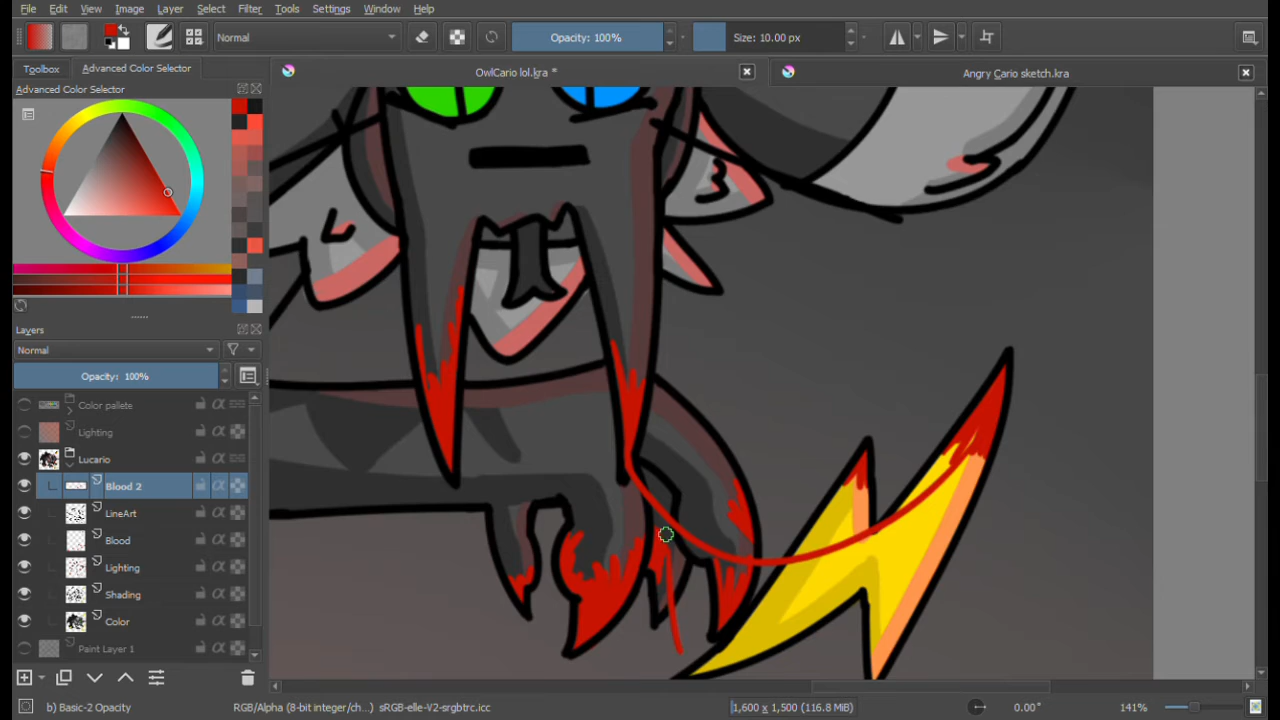 File Edit View Image Layer Select Filter Tools Settings Window Help
Normal Opacity: 100% Size: 10.00 px
Toolbox Advanced Color Selector
OwlCario lol.kra *
Angry Cario sketch.kra
Advanced Color Selector
Layers
Normal
Opacity: 100%
Color pallete
Lighting
Lucario
Blood 2
LineArt
Blood
Lighting
Shading
Color
Paint Layer 1
b) Basic-2 Opacity RGB/Alpha (8-bit integer/ch...) sRGB-elle-V2-srgbtrc.icc 1,600 x 1,500 (116.8 MiB) 0.00° 141%